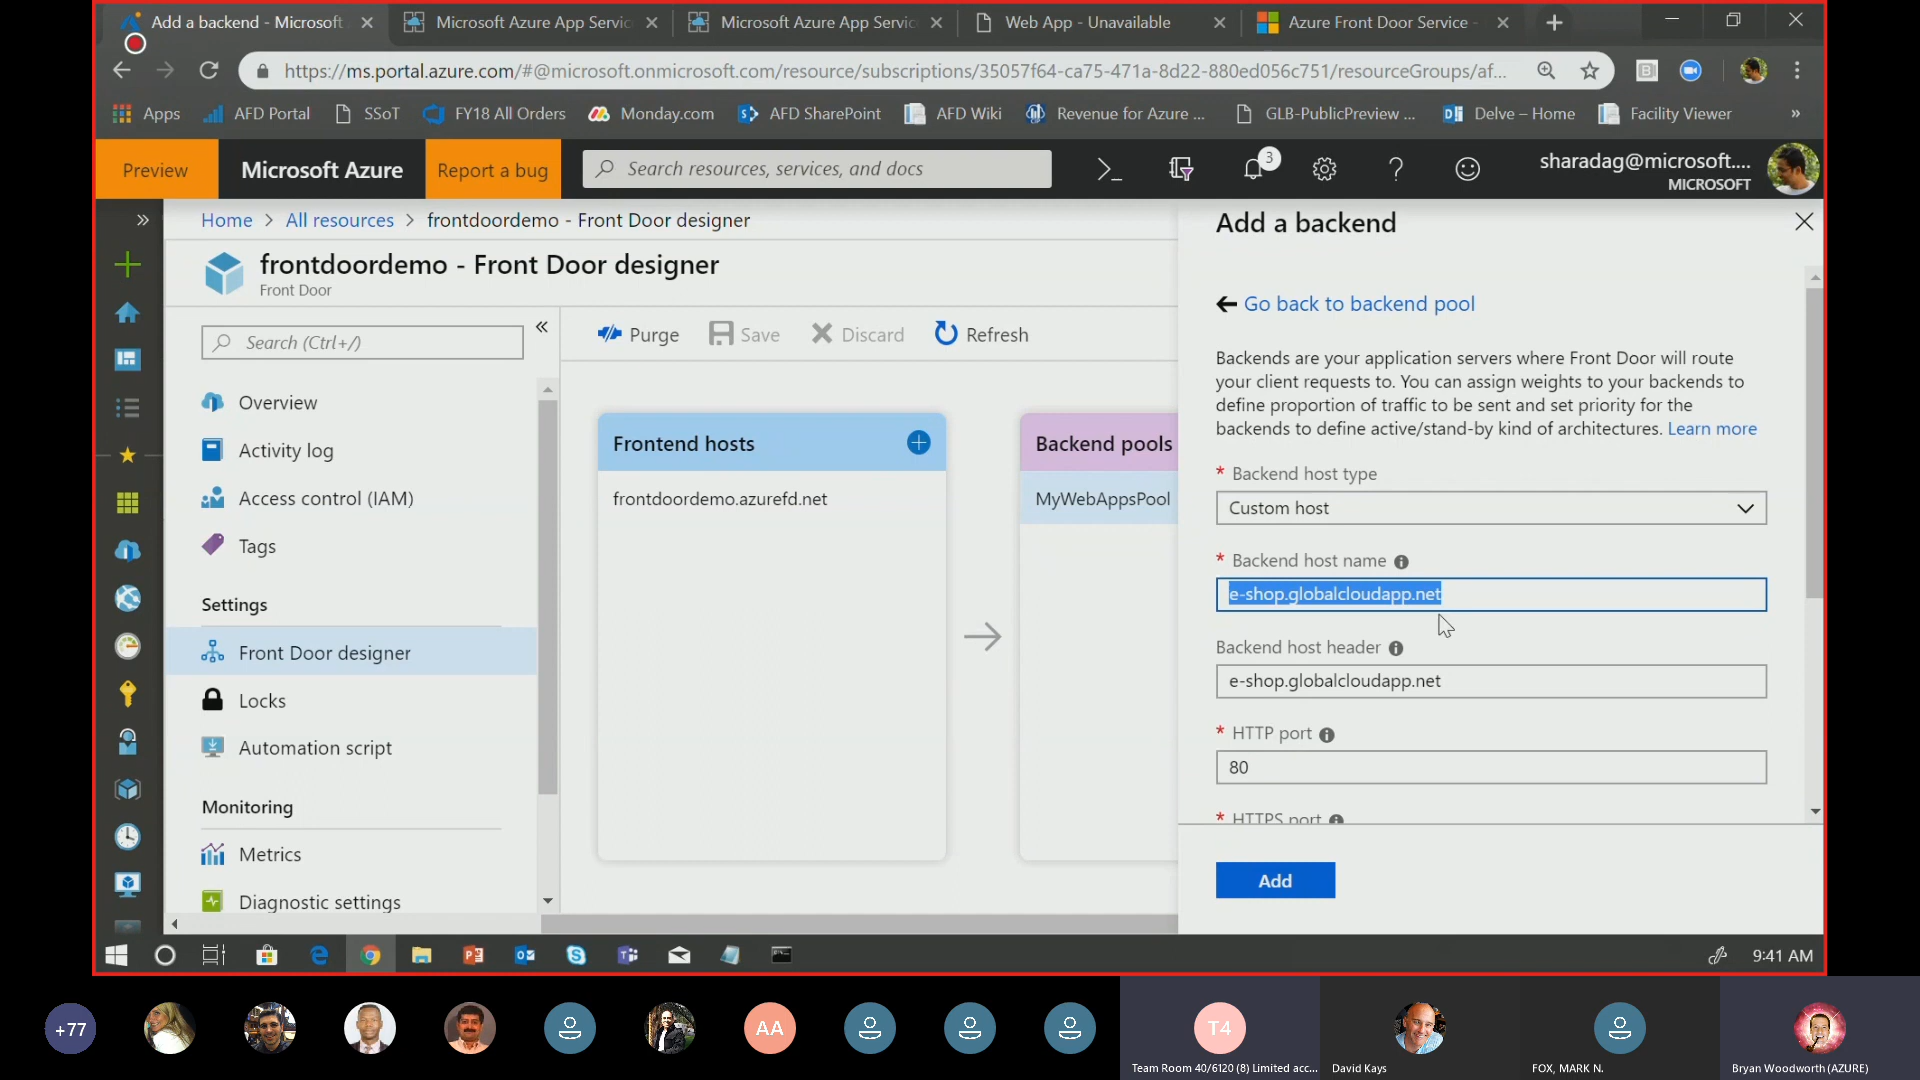 Add a backend - Microsoft
Microsoft Azure App Servic
Microsoft Azure App Servic
Web App - Unavailable
Azure Front Door Service -
https://ms.portal.azure.com/#@microsoft.onmicrosoft.com/resource/subscriptions/35057f64-ca75-471a-8d22-880ed056c751/resourceGroups/af...
Apps
AFD Portal
SSoT
FY18 All Orders
Monday.com
AFD SharePoint
AFD Wiki
Revenue for Azure ...
GLB-PublicPreview ...
Delve – Home
Facility Viewer
»
Preview
Microsoft Azure
Report a bug
Search resources, services, and docs
3
sharadag@microsoft....
MICROSOFT
Home > All resources > frontdoordemo - Front Door designer
frontdoordemo - Front Door designer
Front Door
Search (Ctrl+/)
Overview
Activity log
Access control (IAM)
Tags
Settings
Front Door designer
Locks
Automation script
Monitoring
Metrics
Diagnostic settings
Purge
Save
Discard
Refresh
Frontend hosts
frontdoordemo.azurefd.net
Backend pools
MyWebAppsPool
Add a backend
Go back to backend pool
Backends are your application servers where Front Door will route
your client requests to. You can assign weights to your backends to
define proportion of traffic to be sent and set priority for the
backends to define active/stand-by kind of architectures. Learn more
* Backend host type
Custom host
* Backend host name
e-shop.globalcloudapp.net
Backend host header
e-shop.globalcloudapp.net
* HTTP port
80
* HTTPS port
Add
9:41 AM
+77
AA
T4
Team Room 40/6120 (8) Limited acc...
David Kays
FOX, MARK N.
Bryan Woodworth (AZURE)